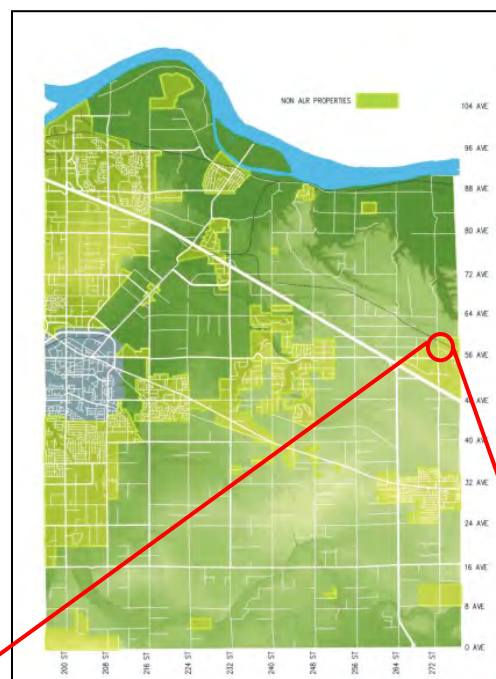 NON ALR PROPERTIES
104 AVE
96 AVE
88 AVE
80 AVE
72 AVE
64 AVE
56 AVE
48 AVE
40 AVE
32 AVE
24 AVE
16 AVE
8 AVE
0 AVE
200 ST
208 ST
216 ST
224 ST
232 ST
240 ST
248 ST
256 ST
264 ST
272 ST